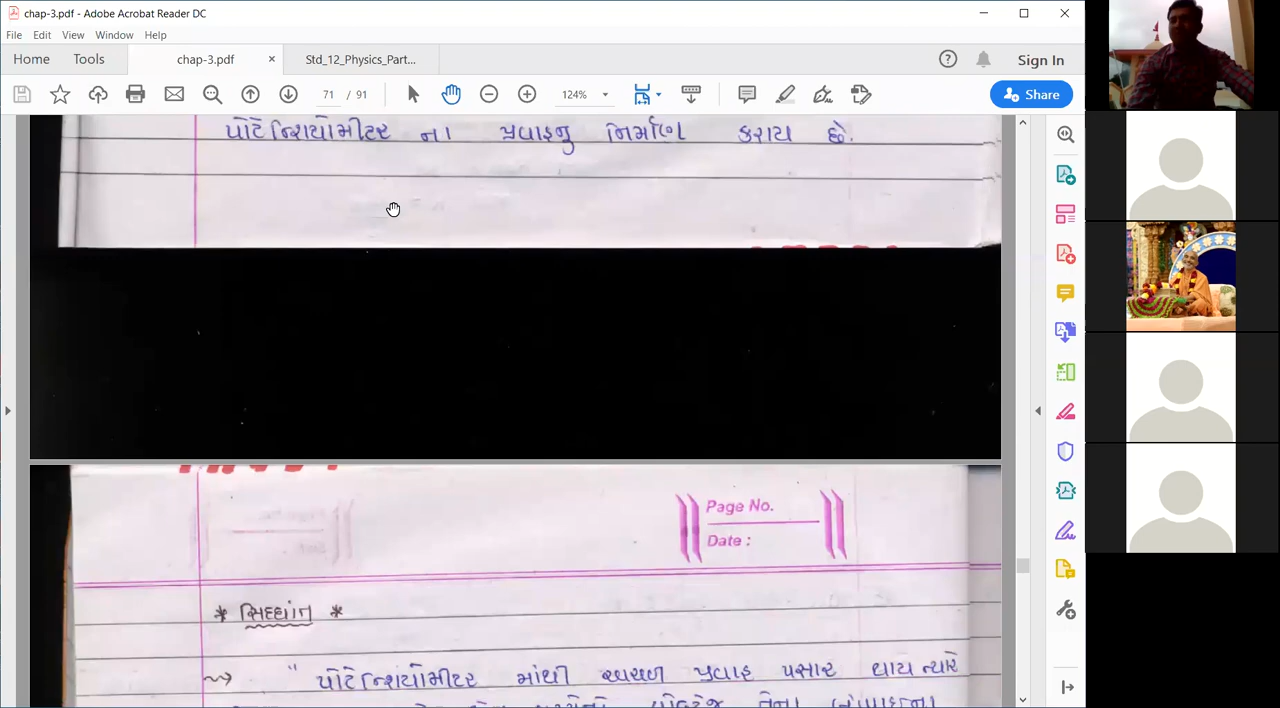 chap-3.pdf - Adobe Acrobat Reader DC
File Edit View Window Help
Home Tools chap-3.pdf × Std_12_Physics_Part... Sign In
71 / 91 124% Share
પોટેન્શિયોમીટર ના પ્રવાહનુ નિર્માણ કરાય છે.
Page No.
Date :
* સિદ્ધાંત *
" પોટેન્શિયોમીટર માંથી પ્રવાહ પસાર થાય ત્યારે
વોલ્ટેજ તેના